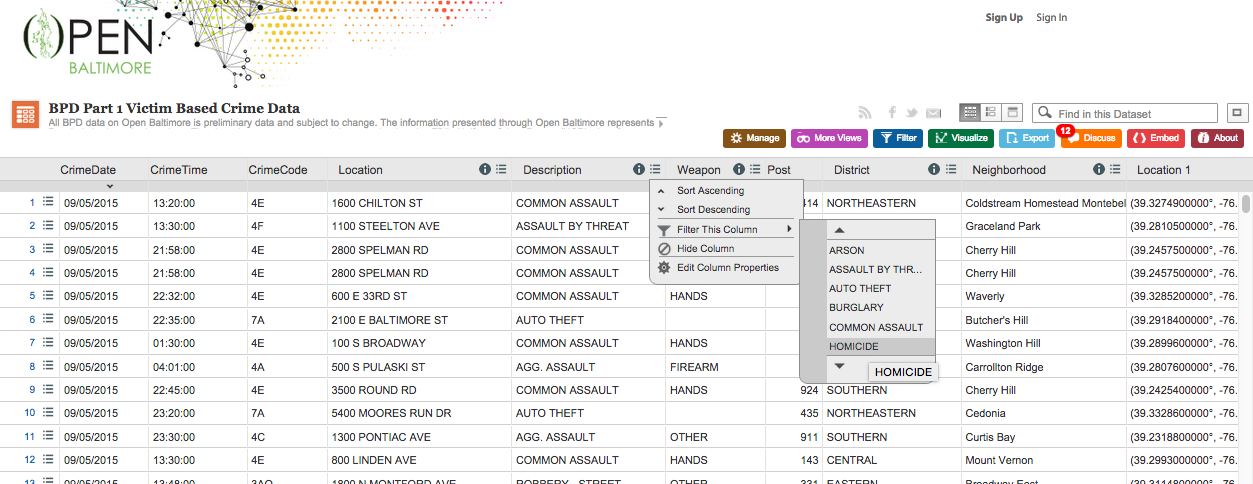 OPEN
BALTIMORE
Sign Up Sign In
BPD Part 1 Victim Based Crime Data
All BPD data on Open Baltimore is preliminary data and subject to change. The information presented through Open Baltimore represents
Find in this Dataset
Manage More Views Filter Visualize Export 12 Discuss Embed About
CrimeDate CrimeTime CrimeCode Location Description Weapon Post District Neighborhood Location 1
Sort Ascending
Sort Descending
Filter This Column
Hide Column
Edit Column Properties
ARSON
ASSAULT BY THR...
AUTO THEFT
BURGLARY
COMMON ASSAULT
HOMICIDE
HOMICIDE
1 09/05/2015 13:20:00 4E 1600 CHILTON ST COMMON ASSAULT 414 NORTHEASTERN Coldstream Homestead Montebel (39.3274900000°, -76.
2 09/05/2015 13:30:00 4F 1100 STEELTON AVE ASSAULT BY THREAT Graceland Park (39.2810500000°, -76.
3 09/05/2015 21:58:00 4E 2800 SPELMAN RD COMMON ASSAULT Cherry Hill (39.2457500000°, -76.
4 09/05/2015 21:58:00 4E 2800 SPELMAN RD COMMON ASSAULT Cherry Hill (39.2457500000°, -76.
5 09/05/2015 22:32:00 4E 600 E 33RD ST COMMON ASSAULT HANDS Waverly (39.3285200000°, -76.
6 09/05/2015 22:35:00 7A 2100 E BALTIMORE ST AUTO THEFT Butcher's Hill (39.2918400000°, -76.
7 09/05/2015 01:30:00 4E 100 S BROADWAY COMMON ASSAULT HANDS Washington Hill (39.2899600000°, -76.
8 09/05/2015 04:01:00 4A 500 S PULASKI ST AGG. ASSAULT FIREARM Carrollton Ridge (39.2807600000°, -76.
9 09/05/2015 22:45:00 4E 3500 ROUND RD COMMON ASSAULT HANDS 924 SOUTHERN Cherry Hill (39.2425400000°, -76.
10 09/05/2015 23:20:00 7A 5400 MOORES RUN DR AUTO THEFT 435 NORTHEASTERN Cedonia (39.3328600000°, -76.
11 09/05/2015 23:30:00 4C 1300 PONTIAC AVE AGG. ASSAULT OTHER 911 SOUTHERN Curtis Bay (39.2318800000°, -76.
12 09/05/2015 13:30:00 4E 800 LINDEN AVE COMMON ASSAULT HANDS 143 CENTRAL Mount Vernon (39.2993000000°, -76.